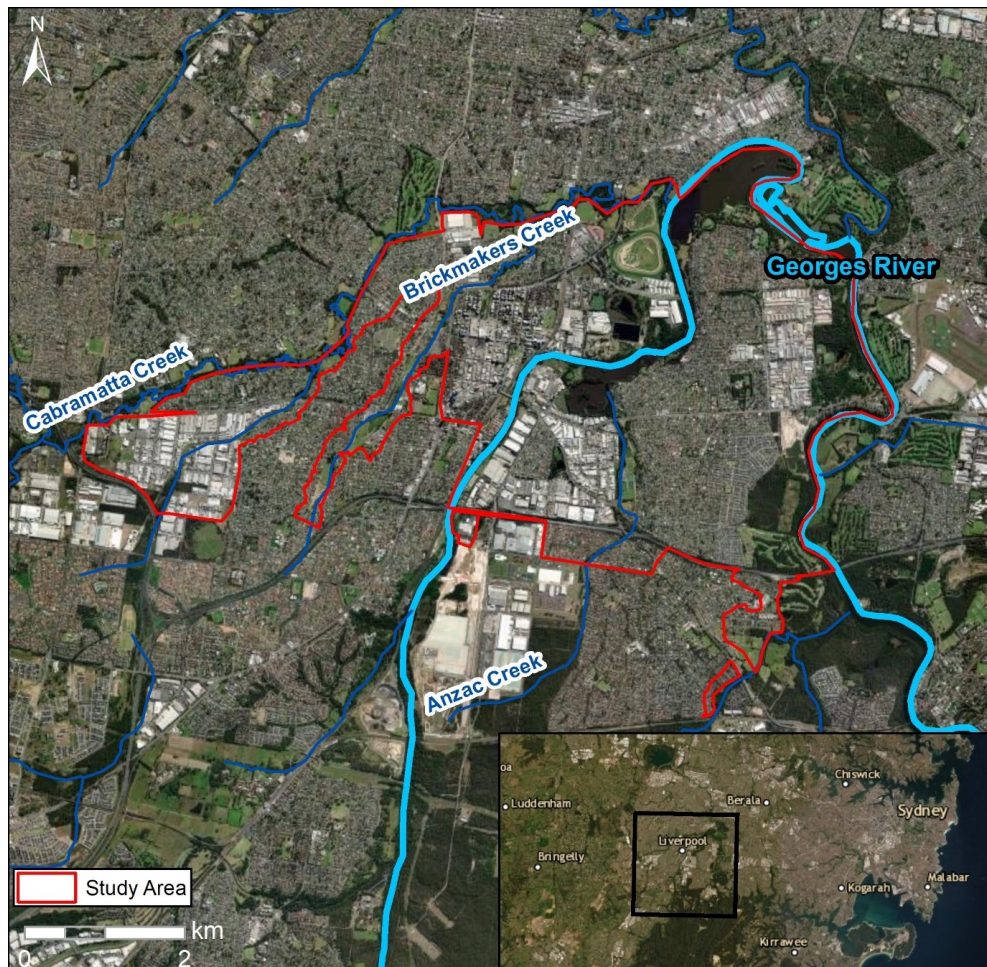 N
Brickmakers Creek
Georges River
Cabramatta Creek
Anzac Creek
oa
Chiswick
Luddenham
Berala
Sydney
Liverpool
Bringelly
Study Area
Kogarah
Malabar
km
Kirrawee
0
2